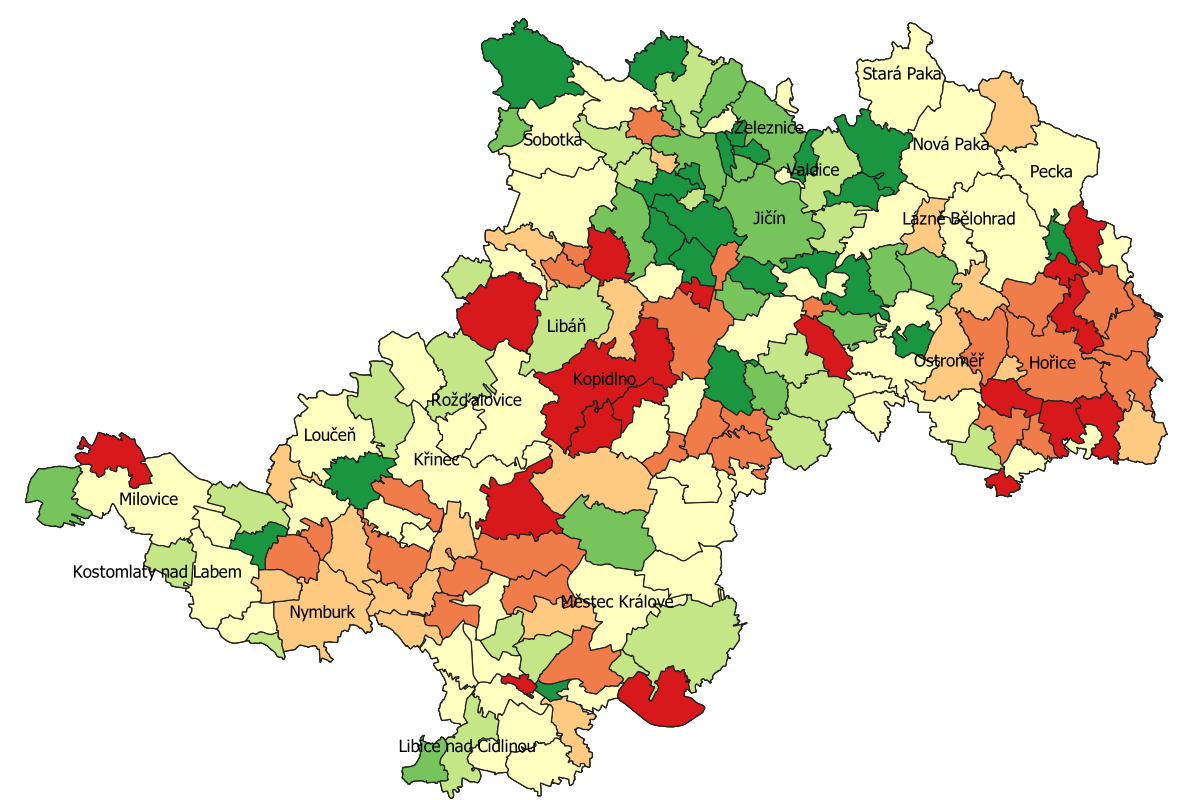 Stará Paka
Železnice
Sobotka
Nová Paka
Valdice
Pecka
Jičín
Lázně Bělohrad
Libáň
Ostroměř
Hořice
Kopidlno
Rožďalovice
Loučeň
Křinec
Milovice
Kostomlaty nad Labem
Městec Králové
Nymburk
Libice nad Cidlinou